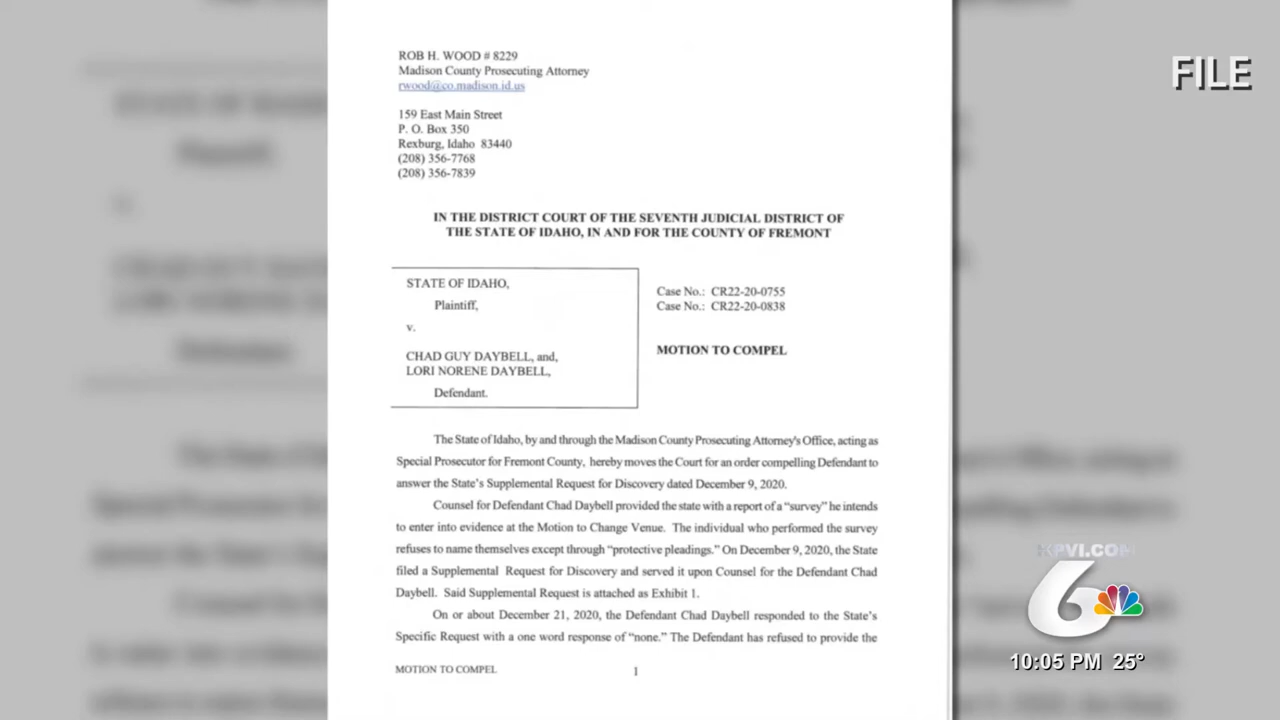 ROB H. WOOD # 8229
Madison County Prosecuting Attorney
rwood@co.madison.id.us
159 East Main Street
P. O. Box 350
Rexburg, Idaho 83440
(208) 356-7768
(208) 356-7839
IN THE DISTRICT COURT OF THE SEVENTH JUDICIAL DISTRICT OF
THE STATE OF IDAHO, IN AND FOR THE COUNTY OF FREMONT
STATE OF IDAHO,
Plaintiff,
v.
CHAD GUY DAYBELL, and,
LORI NORENE DAYBELL,
Defendant.
Case No.: CR22-20-0755
Case No.: CR22-20-0838
MOTION TO COMPEL
The State of Idaho, by and through the Madison County Prosecuting Attorney's Office, acting as
Special Prosecutor for Fremont County, hereby moves the Court for an order compelling Defendant to
answer the State's Supplemental Request for Discovery dated December 9, 2020.
Counsel for Defendant Chad Daybell provided the state with a report of a “survey” he intends
to enter into evidence at the Motion to Change Venue. The individual who performed the survey
refuses to name themselves except through “protective pleadings.” On December 9, 2020, the State
filed a Supplemental Request for Discovery and served it upon Counsel for the Defendant Chad
Daybell. Said Supplemental Request is attached as Exhibit 1.
On or about December 21, 2020, the Defendant Chad Daybell responded to the State's
Specific Request with a one word response of “none.” The Defendant has refused to provide the
MOTION TO COMPEL
1
FILE
KPVI.COM
6
10:05 PM 25°